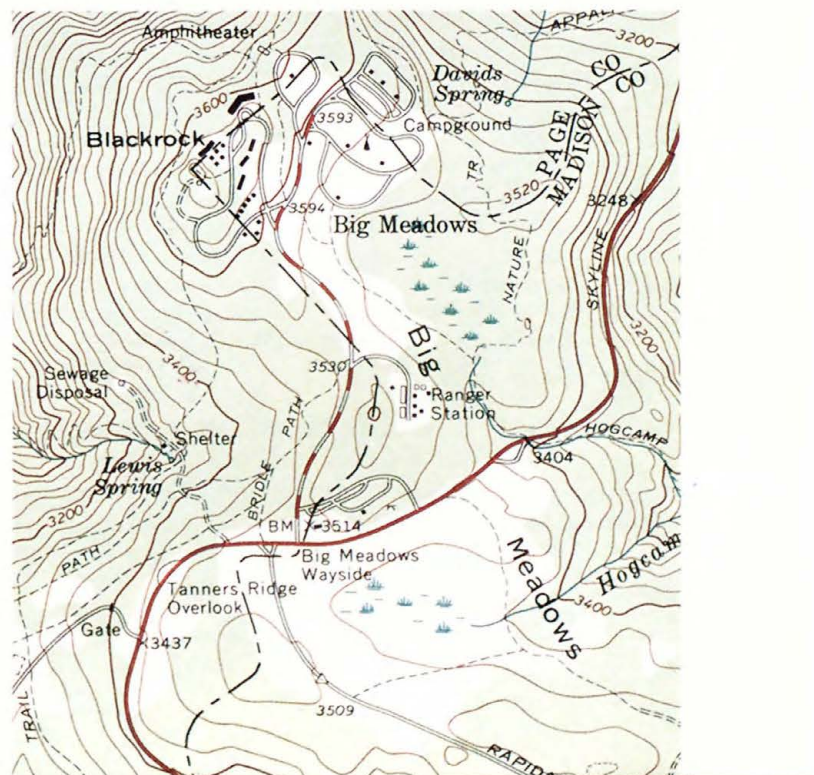 APPAL
3200
Amphitheater
CO
CO
Davids
Spring
PAGE
MADISON
3600
3593
Campground
Blackrock
TR
3520
3248
3594
Big Meadows
NATURE
SKYLINE
Big
3200
3530
3400
Sewage
Disposal
Ranger
Station
PATH
Shelter
HOGCAMP
3404
Lewis
Spring
BRIDLE
3200
BM
3514
Big Meadows
Wayside
Meadows
Hogcam
PATH
Tanners Ridge
Overlook
3400
Gate
3437
3509
TRAIL
RAPID